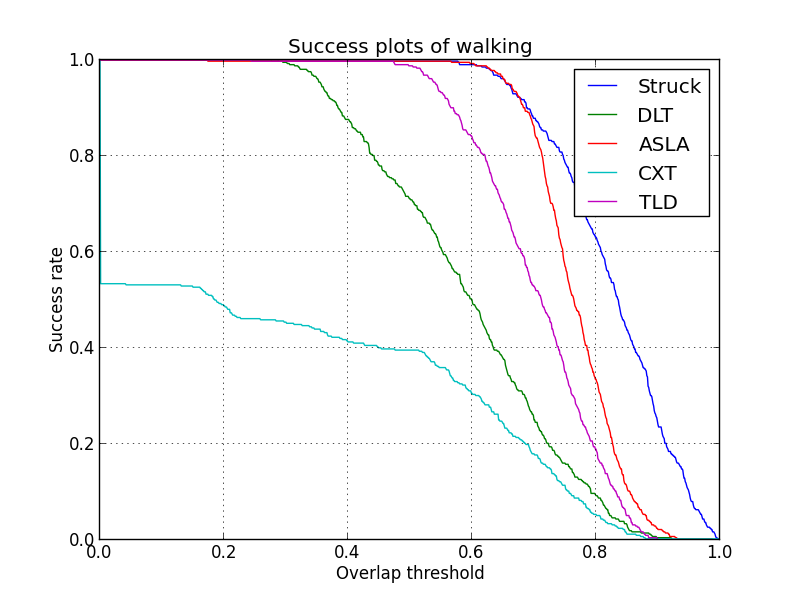 Success plots of walking
1.0
0.8
0.6
0.4
0.2
0.0
Success rate
Struck
DLT
ASLA
CXT
TLD
0.0 0.2 0.4 0.6 0.8 1.0
Overlap threshold